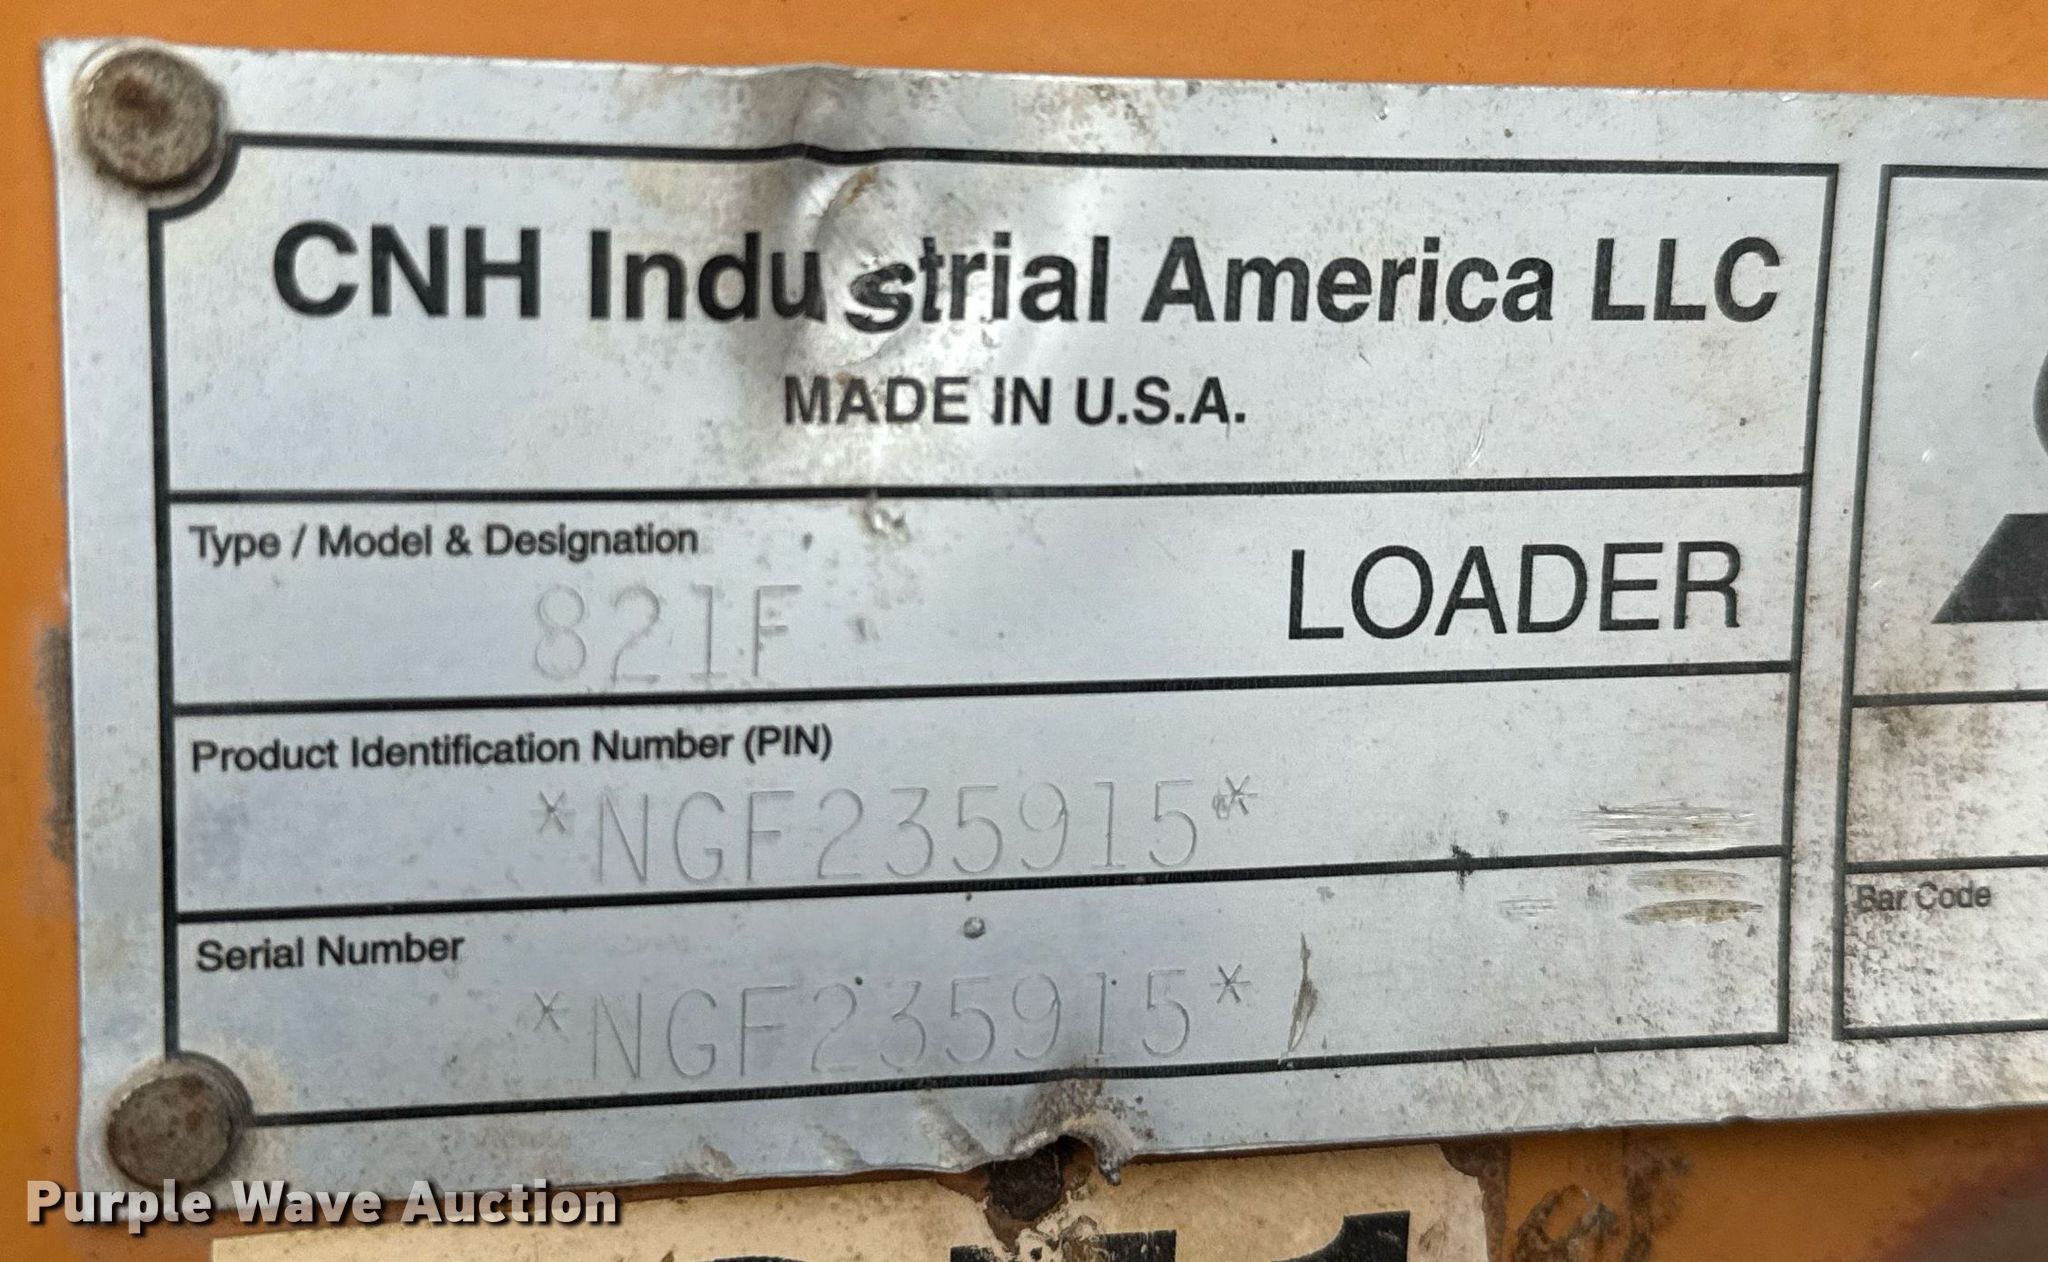 CNH Industrial America LLC
MADE IN U.S.A.
Type / Model & Designation
821F
LOADER
Product Identification Number (PIN)
*NGF235915*
Serial Number
*NGF235915*
Bar Code
Purple Wave Auction